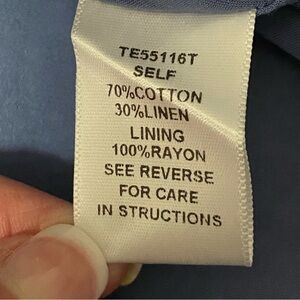 TE55116T
SELF
70%COTTON
30%LINEN
LINING
100%RAYON
SEE REVERSE
FOR CARE
IN STRUCTIONS